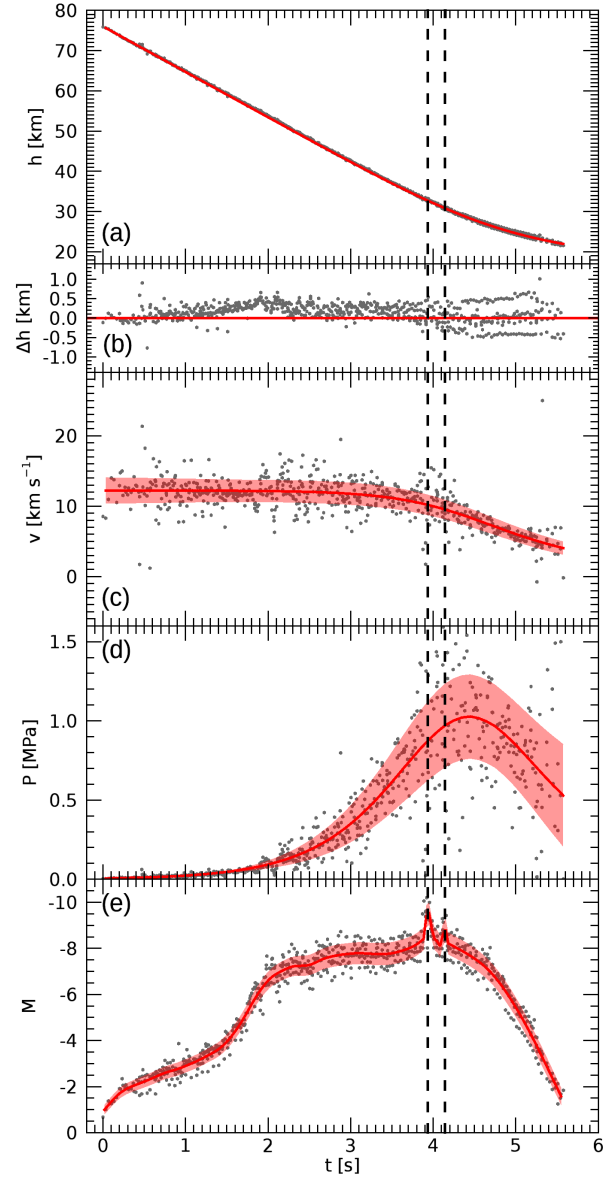 80
70
60
50
40
30
20
h [km]
(a)
1.0
0.5
0.0
-0.5
-1.0
Δh [km]
(b)
20
10
0
v [km s⁻¹]
(c)
(d)
1.5
1.0
0.5
0.0
P [MPa]
(e)
-10
-8
-6
-4
-2
0
M
0 1 2 3 4 5 6
t [s]